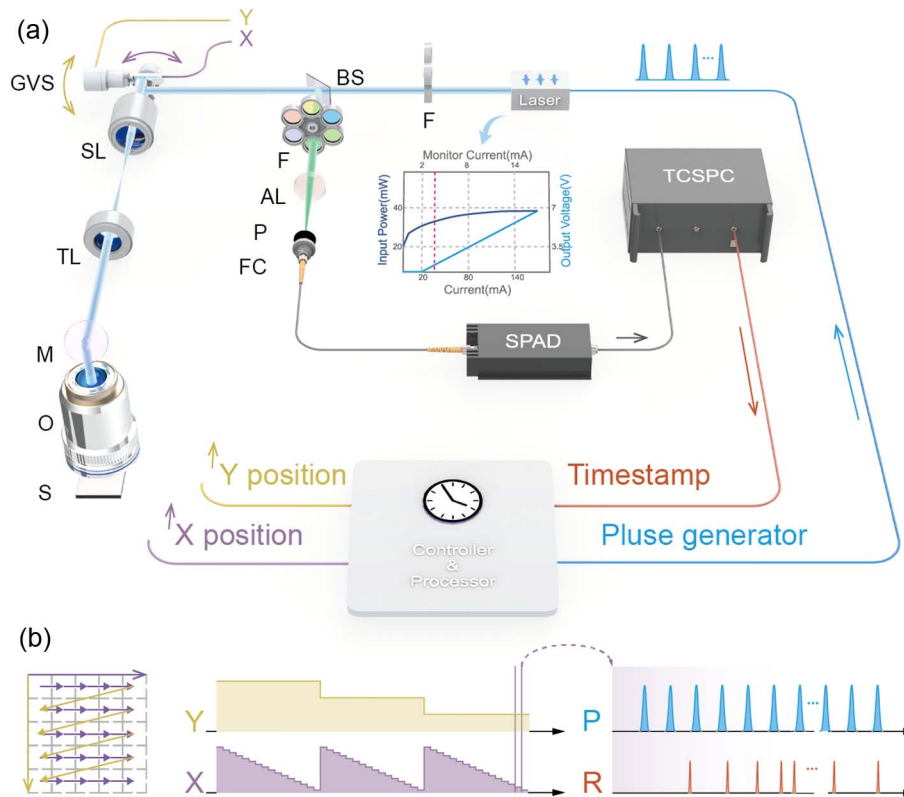 (a)
Y
X
GVS
SL
BS
F
Laser
...
F
AL
P
FC
Monitor Current(mA)
2 8 14
Input Power(mW)
40
20
7
3.5
Output Voltage(V)
20 80 140
Current(mA)
TCSPC
TL
SPAD
M
O
S
Y position
Timestamp
X position
Pluse generator
Controller
&
Processor
(b)
Y
X
P
...
R
...